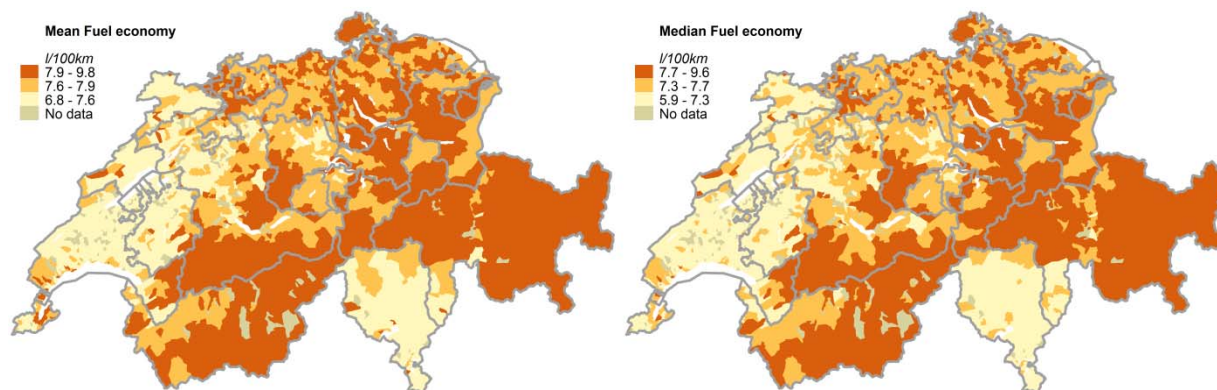 Mean Fuel economy
l/100km
7.9 - 9.8
7.6 - 7.9
6.8 - 7.6
No data
Median Fuel economy
l/100km
7.7 - 9.6
7.3 - 7.7
5.9 - 7.3
No data